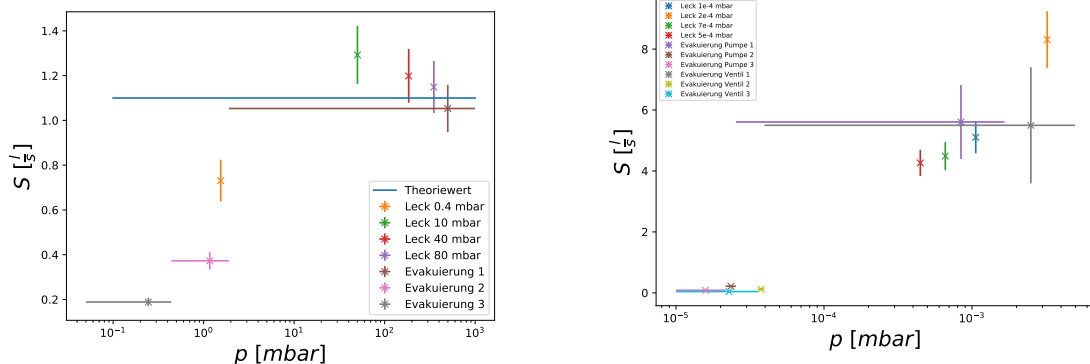 1.4
1.2
1.0
0.8
0.6
0.4
0.2
S [l/s]
Theoriewert
Leck 0.4 mbar
Leck 10 mbar
Leck 40 mbar
Leck 80 mbar
Evakuierung 1
Evakuierung 2
Evakuierung 3
10⁻¹ 10⁰ 10¹ 10² 10³
p [mbar]
Leck 1e-4 mbar
Leck 2e-4 mbar
Leck 7e-4 mbar
Leck 5e-4 mbar
Evakuierung Pumpe 1
Evakuierung Pumpe 2
Evakuierung Pumpe 3
Evakuierung Ventil 1
Evakuierung Ventil 2
Evakuierung Ventil 3
8
6
4
2
0
S [l/s]
10⁻⁵ 10⁻⁴ 10⁻³
p [mbar]